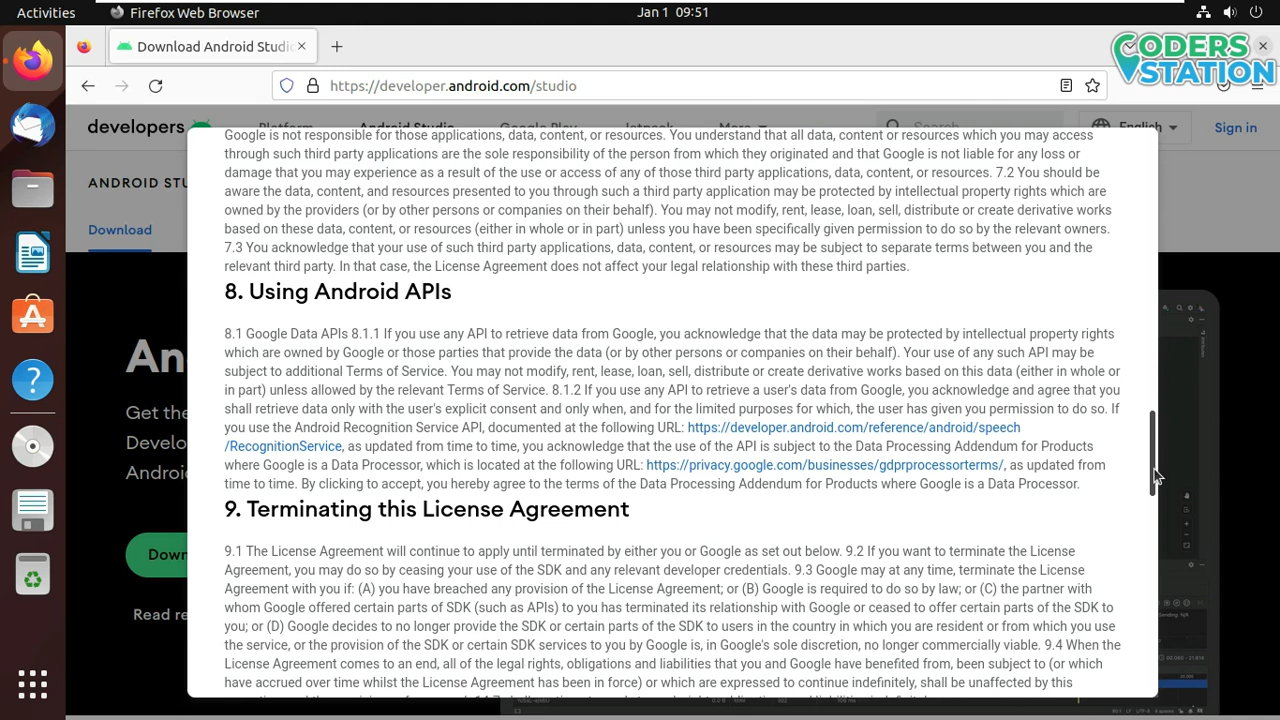 Activities
Firefox Web Browser
Jan 1 09:51
Download Android Studio
CODERS
STATION
https://developer.android.com/studio
developers
Platform
Android Studio
Google Play
Jetpack
More
Search
English
Sign in
ANDROID STU
Download
Google is not responsible for those applications, data, content, or resources. You understand that all data, content or resources which you may access
through such third party applications are the sole responsibility of the person from which they originated and that Google is not liable for any loss or
damage that you may experience as a result of the use or access of any of those third party applications, data, content, or resources. 7.2 You should be
aware the data, content, and resources presented to you through such a third party application may be protected by intellectual property rights which are
owned by the providers (or by other persons or companies on their behalf). You may not modify, rent, lease, loan, sell, distribute or create derivative works
based on these data, content, or resources (either in whole or in part) unless you have been specifically given permission to do so by the relevant owners.
7.3 You acknowledge that your use of such third party applications, data, content, or resources may be subject to separate terms between you and the
relevant third party. In that case, the License Agreement does not affect your legal relationship with these third parties.
8. Using Android APIs
8.1 Google Data APIs 8.1.1 If you use any API to retrieve data from Google, you acknowledge that the data may be protected by intellectual property rights
which are owned by Google or those parties that provide the data (or by other persons or companies on their behalf). Your use of any such API may be
subject to additional Terms of Service. You may not modify, rent, lease, loan, sell, distribute or create derivative works based on this data (either in whole or
in part) unless allowed by the relevant Terms of Service. 8.1.2 If you use any API to retrieve a user's data from Google, you acknowledge and agree that you
shall retrieve data only with the user's explicit consent and only when, and for the limited purposes for which, the user has given you permission to do so. If
you use the Android Recognition Service API, documented at the following URL: https://developer.android.com/reference/android/speech
/RecognitionService, as updated from time to time, you acknowledge that the use of the API is subject to the Data Processing Addendum for Products
where Google is a Data Processor, which is located at the following URL: https://privacy.google.com/businesses/gdprprocessorterms/, as updated from
time to time. By clicking to accept, you hereby agree to the terms of the Data Processing Addendum for Products where Google is a Data Processor.
9. Terminating this License Agreement
9.1 The License Agreement will continue to apply until terminated by either you or Google as set out below. 9.2 If you want to terminate the License
Agreement, you may do so by ceasing your use of the SDK and any relevant developer credentials. 9.3 Google may at any time, terminate the License
Agreement with you if: (A) you have breached any provision of the License Agreement; or (B) Google is required to do so by law; or (C) the partner with
whom Google offered certain parts of SDK (such as APIs) to you has terminated its relationship with Google or ceased to offer certain parts of the SDK to
you; or (D) Google decides to no longer provide the SDK or certain parts of the SDK to users in the country in which you are resident or from which you use
the service, or the provision of the SDK or certain SDK services to you by Google is, in Google's sole discretion, no longer commercially viable. 9.4 When the
License Agreement comes to an end, all of the legal rights, obligations and liabilities that you and Google have benefited from, been subject to (or which
have accrued over time whilst the License Agreement has been in force) or which are expressed to continue indefinitely, shall be unaffected by this
An
Get the
Develo
Androi
Down
Read re